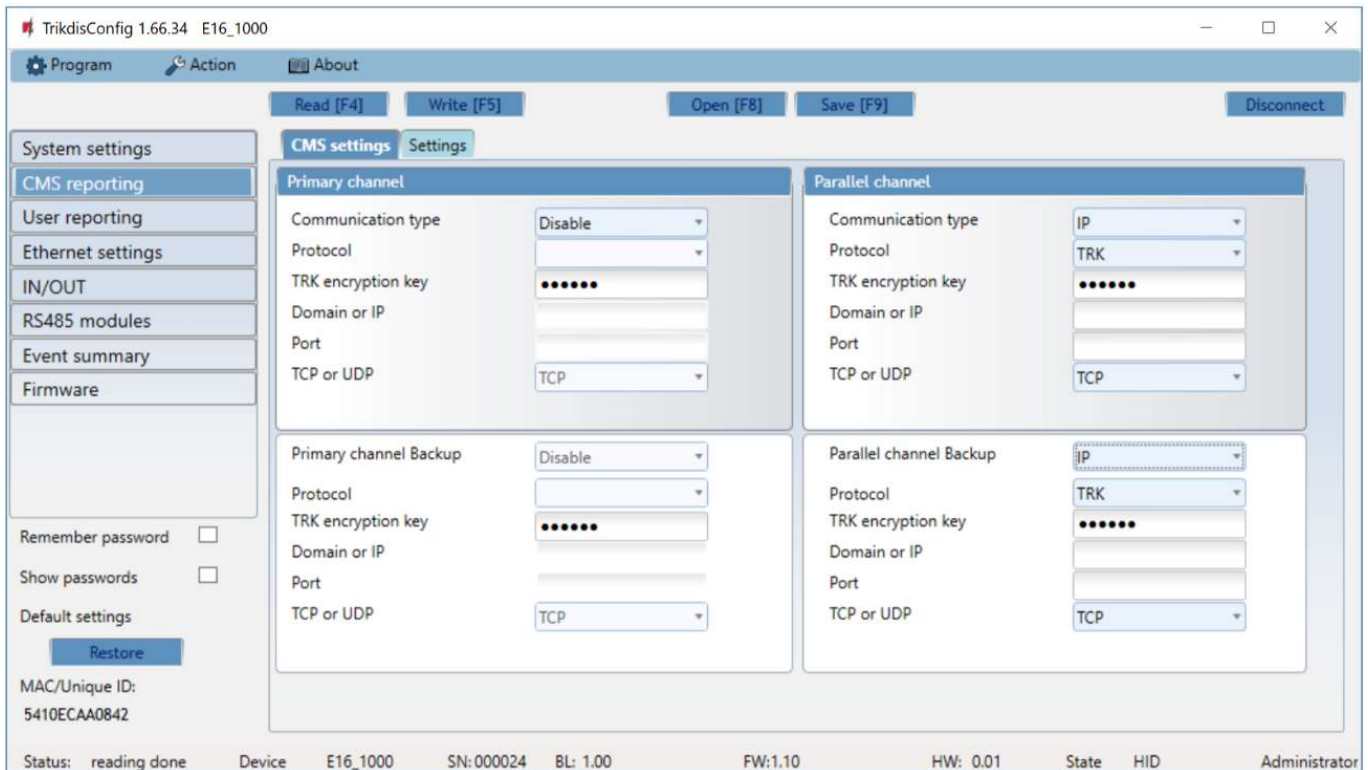 TrikdisConfig 1.66.34 E16_1000
Program Action About
Read [F4] Write [F5] Open [F8] Save [F9] Disconnect
System settings
CMS reporting
User reporting
Ethernet settings
IN/OUT
RS485 modules
Event summary
Firmware
Remember password
Show passwords
Default settings
Restore
MAC/Unique ID:
5410ECAA0842
CMS settings Settings
Primary channel
Communication type Disable
Protocol
TRK encryption key ••••••
Domain or IP
Port
TCP or UDP TCP
Parallel channel
Communication type IP
Protocol TRK
TRK encryption key ••••••
Domain or IP
Port
TCP or UDP TCP
Primary channel Backup Disable
Protocol
TRK encryption key ••••••
Domain or IP
Port
TCP or UDP TCP
Parallel channel Backup IP
Protocol TRK
TRK encryption key ••••••
Domain or IP
Port
TCP or UDP TCP
Status: reading done Device E16_1000 SN:000024 BL: 1.00 FW:1.10 HW: 0.01 State HID Administrator